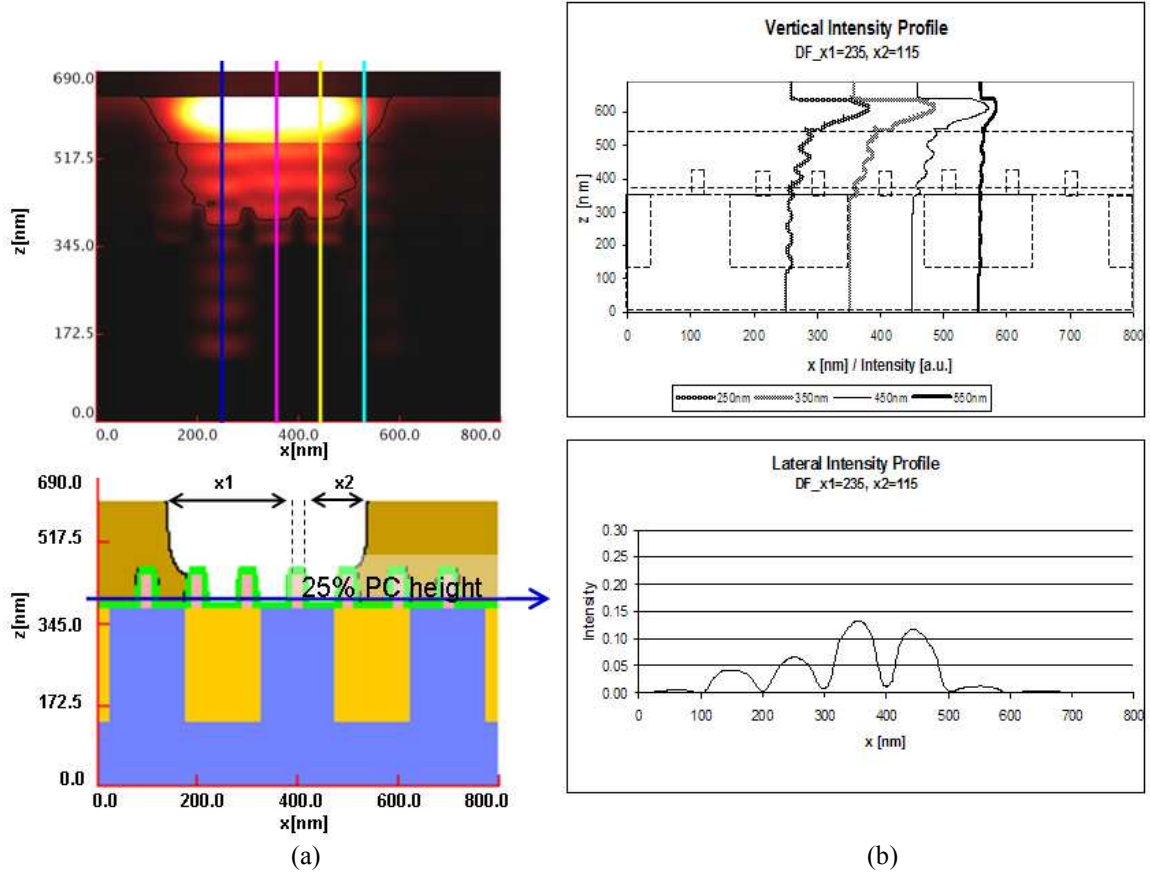 690.0
517.5
z[nm]
345.0
172.5
0.0
0.0 200.0 400.0 600.0 800.0
x[nm]
690.0
x1 x2
517.5
25% PC height
z[nm]
345.0
172.5
0.0
0.0 200.0 400.0 600.0 800.0
x[nm]
(a)
Vertical Intensity Profile
DF_x1=235, x2=115
600
500
400
z [nm]
300
200
100
0
0 100 200 300 400 500 600 700 800
x [nm] / Intensity [a.u.]
250nm 350nm 450nm 550nm
Lateral Intensity Profile
DF_x1=235, x2=115
0.30
0.25
0.20
Intensity
0.15
0.10
0.05
0.00
0 100 200 300 400 500 600 700 800
x [nm]
(b)